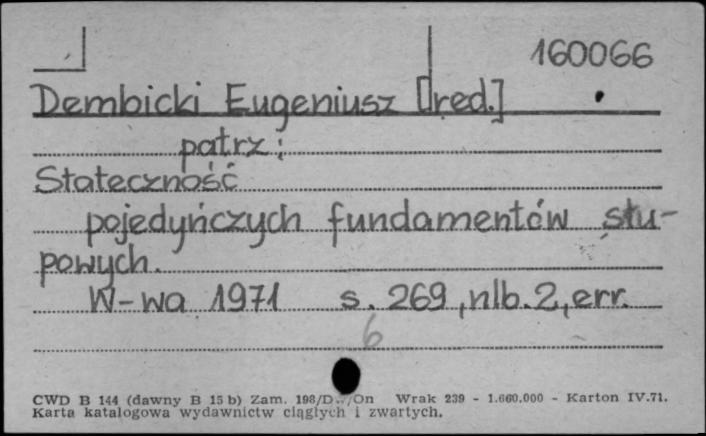 160066
Dembicki Eugeniusz [red.]
patrz:
Stateczność
pojedyńczych fundamentów słu-
powych.
W-wa 1971 s. 269, nlb. 2, err.
6
CWD B 144 (dawny B 15 b) Zam. 198/D /On Wrak 239 - 1.660.000 - Karton IV.71.
Karta katalogowa wydawnictw ciągłych i zwartych.